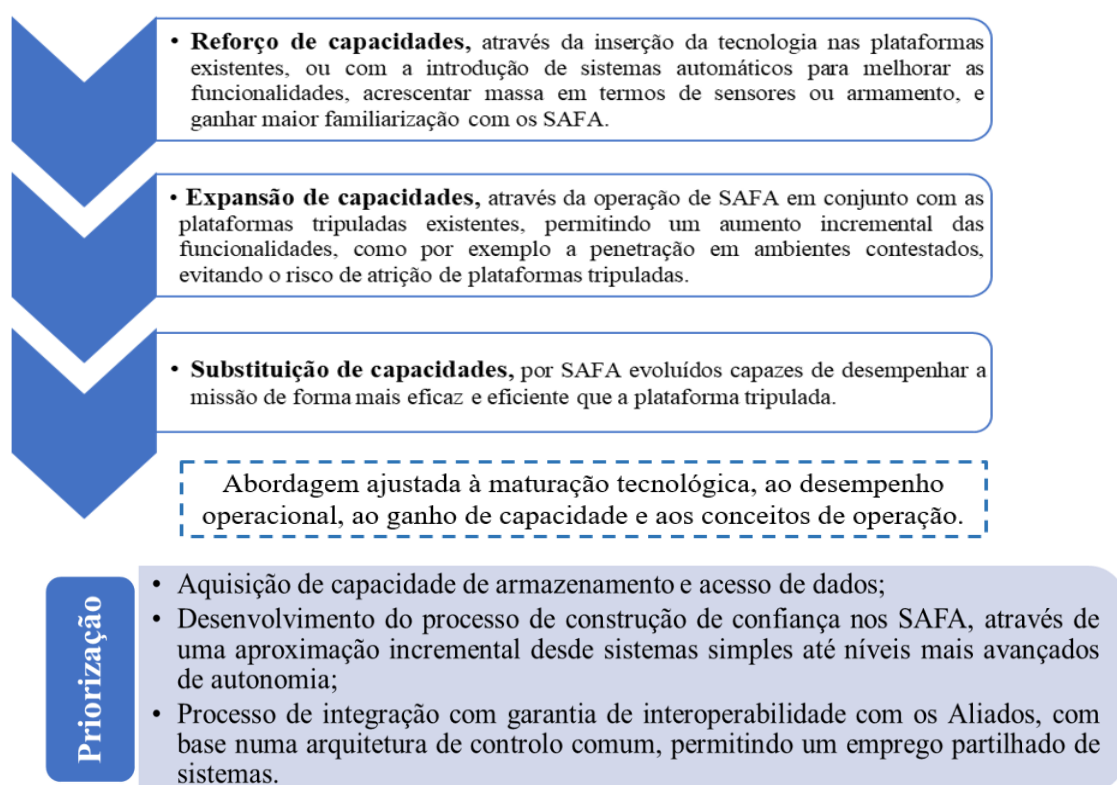 • Reforço de capacidades, através da inserção da tecnologia nas plataformas
existentes, ou com a introdução de sistemas automáticos para melhorar as
funcionalidades, acrescentar massa em termos de sensores ou armamento, e
ganhar maior familiarização com os SAFA.
• Expansão de capacidades, através da operação de SAFA em conjunto com as
plataformas tripuladas existentes, permitindo um aumento incremental das
funcionalidades, como por exemplo a penetração em ambientes contestados,
evitando o risco de atrição de plataformas tripuladas.
• Substituição de capacidades, por SAFA evoluídos capazes de desempenhar a
missão de forma mais eficaz e eficiente que a plataforma tripulada.
Abordagem ajustada à maturação tecnológica, ao desempenho
operacional, ao ganho de capacidade e aos conceitos de operação.
Priorização
• Aquisição de capacidade de armazenamento e acesso de dados;
• Desenvolvimento do processo de construção de confiança nos SAFA, através de
uma aproximação incremental desde sistemas simples até níveis mais avançados
de autonomia;
• Processo de integração com garantia de interoperabilidade com os Aliados, com
base numa arquitetura de controlo comum, permitindo um emprego partilhado de
sistemas.